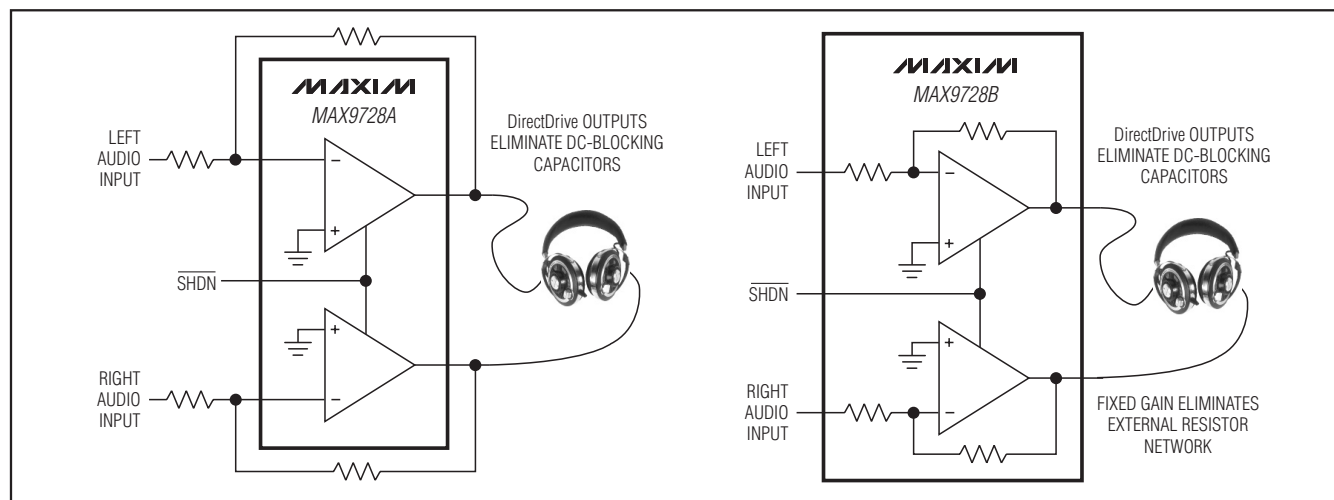 MAXIM
MAX9728A
LEFT
AUDIO
INPUT
−
+
SHDN
+
−
RIGHT
AUDIO
INPUT
DirectDrive OUTPUTS
ELIMINATE DC-BLOCKING
CAPACITORS
MAXIM
MAX9728B
LEFT
AUDIO
INPUT
−
+
SHDN
+
−
RIGHT
AUDIO
INPUT
DirectDrive OUTPUTS
ELIMINATE DC-BLOCKING
CAPACITORS
FIXED GAIN ELIMINATES
EXTERNAL RESISTOR
NETWORK